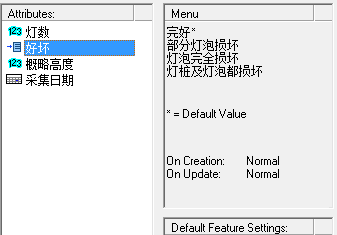 Attributes:
灯数
好坏
概略高度
采集日期
Menu
完好*
部分灯泡损坏
灯泡完全损坏
灯桩及灯泡都损坏
* = Default Value
On Creation: Normal
On Update: Normal
Default Feature Settings: